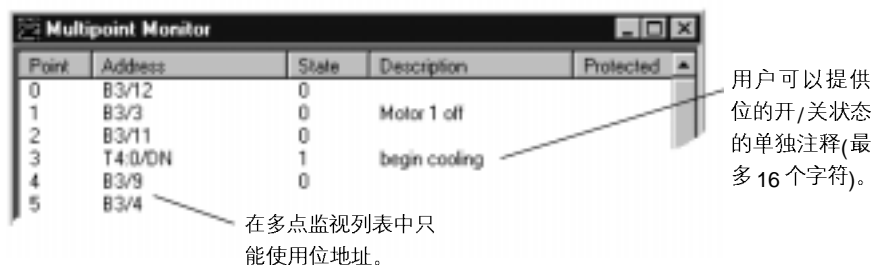 Multipoint Monitor
Point Address State Description Protected
0 B3/12 0
1 B3/3 0 Motor 1 off
2 B3/11 0
3 T4:0/DN 1 begin cooling
4 B3/9 0
5 B3/4
用户可以提供
位的开/关状态
的单独注释(最
多 16 个字符)。
在多点监视列表中只
能使用位地址。